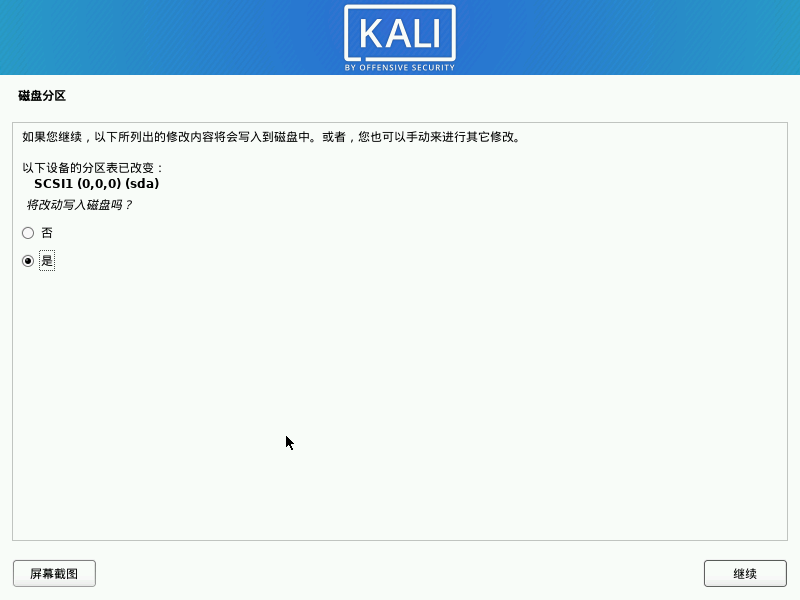 KALI
BY OFFENSIVE SECURITY
磁盘分区
如果您继续，以下所列出的修改内容将会写入到磁盘中。或者，您也可以手动来进行其它修改。
以下设备的分区表已改变：
SCSI1 (0,0,0) (sda)
将改动写入磁盘吗？
否
是
屏幕截图
继续